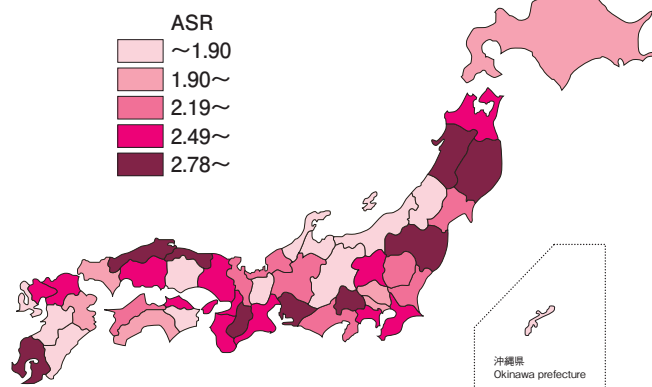 ASR
～1.90
1.90～
2.19～
2.49～
2.78～
沖縄県
Okinawa prefecture